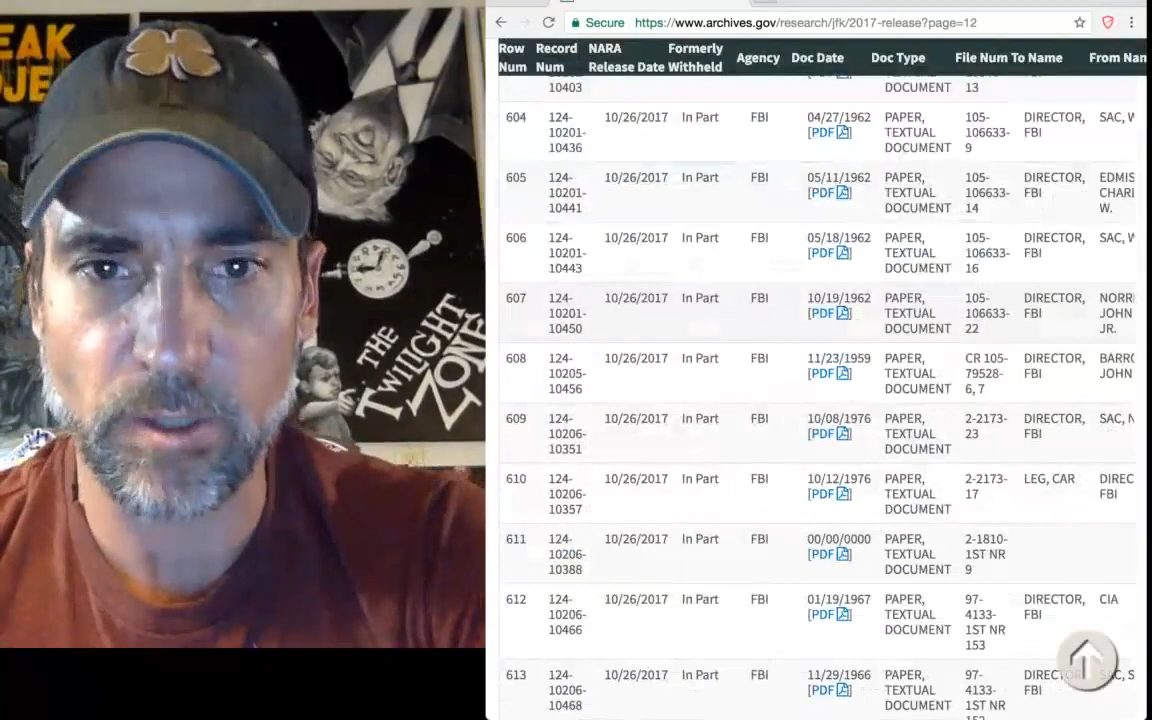 EAK
OJE
THE
TWILIGHT
ZONE
Secure https://www.archives.gov/research/jfk/2017-release?page=12
Row Num Record Num NARA Release Date Formerly Withheld Agency Doc Date Doc Type File Num To Name From Nam
10403 DOCUMENT 13
604 124-10201-10436 10/26/2017 In Part FBI 04/27/1962 [PDF] PAPER, TEXTUAL DOCUMENT 105-106633-9 DIRECTOR, FBI SAC, W
605 124-10201-10441 10/26/2017 In Part FBI 05/11/1962 [PDF] PAPER, TEXTUAL DOCUMENT 105-106633-14 DIRECTOR, FBI EDMIS CHARL W.
606 124-10201-10443 10/26/2017 In Part FBI 05/18/1962 [PDF] PAPER, TEXTUAL DOCUMENT 105-106633-16 DIRECTOR, FBI SAC, W
607 124-10201-10450 10/26/2017 In Part FBI 10/19/1962 [PDF] PAPER, TEXTUAL DOCUMENT 105-106633-22 DIRECTOR, FBI NORR JOHN JR.
608 124-10205-10456 10/26/2017 In Part FBI 11/23/1959 [PDF] PAPER, TEXTUAL DOCUMENT CR 105-79528-6, 7 DIRECTOR, FBI BARRO JOHN
609 124-10206-10351 10/26/2017 In Part FBI 10/08/1976 [PDF] PAPER, TEXTUAL DOCUMENT 2-2173-23 DIRECTOR, FBI SAC, N
610 124-10206-10357 10/26/2017 In Part FBI 10/12/1976 [PDF] PAPER, TEXTUAL DOCUMENT 2-2173-17 LEG, CAR DIREC FBI
611 124-10206-10388 10/26/2017 In Part FBI 00/00/0000 [PDF] PAPER, TEXTUAL DOCUMENT 2-1810-1ST NR 9
612 124-10206-10466 10/26/2017 In Part FBI 01/19/1967 [PDF] PAPER, TEXTUAL DOCUMENT 97-4133-1ST NR 153 DIRECTOR, FBI CIA
613 124-10206-10468 10/26/2017 In Part FBI 11/29/1966 [PDF] PAPER, TEXTUAL DOCUMENT 97-4133-1ST NR DIRECTOR, FBI SAC, S